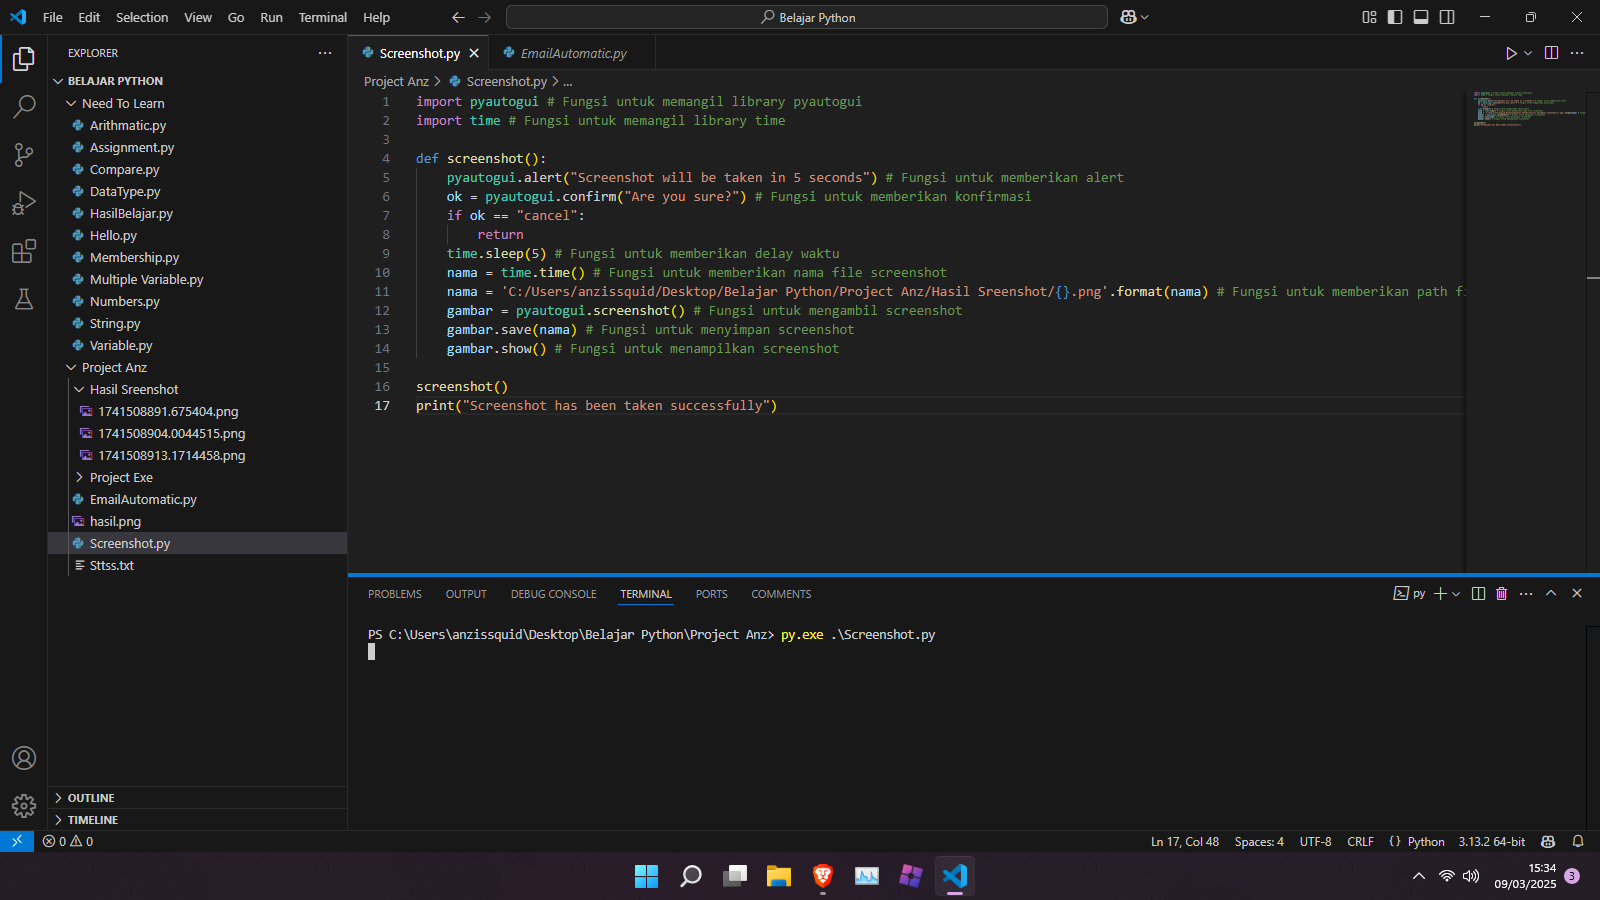 File Edit Selection View Go Run Terminal Help
Belajar Python
EXPLORER
BELAJAR PYTHON
Need To Learn
Arithmatic.py
Assignment.py
Compare.py
DataType.py
HasilBelajar.py
Hello.py
Membership.py
Multiple Variable.py
Numbers.py
String.py
Variable.py
Project Anz
Hasil Sreenshot
1741508891.675404.png
1741508904.0044515.png
1741508913.1714458.png
Project Exe
EmailAutomatic.py
hasil.png
Screenshot.py
Sttss.txt
OUTLINE
TIMELINE
Screenshot.py
EmailAutomatic.py
Project Anz > Screenshot.py > ...
1 import pyautogui # Fungsi untuk memangil library pyautogui
2 import time # Fungsi untuk memangil library time
3
4 def screenshot():
5 pyautogui.alert("Screenshot will be taken in 5 seconds") # Fungsi untuk memberikan alert
6 ok = pyautogui.confirm("Are you sure?") # Fungsi untuk memberikan konfirmasi
7 if ok == "cancel":
8 return
9 time.sleep(5) # Fungsi untuk memberikan delay waktu
10 nama = time.time() # Fungsi untuk memberikan nama file screenshot
11 nama = 'C:/Users/anzissquid/Desktop/Belajar Python/Project Anz/Hasil Sreenshot/{}.png'.format(nama) # Fungsi untuk memberikan path fi
12 gambar = pyautogui.screenshot() # Fungsi untuk mengambil screenshot
13 gambar.save(nama) # Fungsi untuk menyimpan screenshot
14 gambar.show() # Fungsi untuk menampilkan screenshot
15
16 screenshot()
17 print("Screenshot has been taken successfully")
PROBLEMS OUTPUT DEBUG CONSOLE TERMINAL PORTS COMMENTS
py
PS C:\Users\anzissquid\Desktop\Belajar Python\Project Anz> py.exe .\Screenshot.py
0 0
Ln 17, Col 48 Spaces: 4 UTF-8 CRLF {} Python 3.13.2 64-bit
15:34
09/03/2025
3